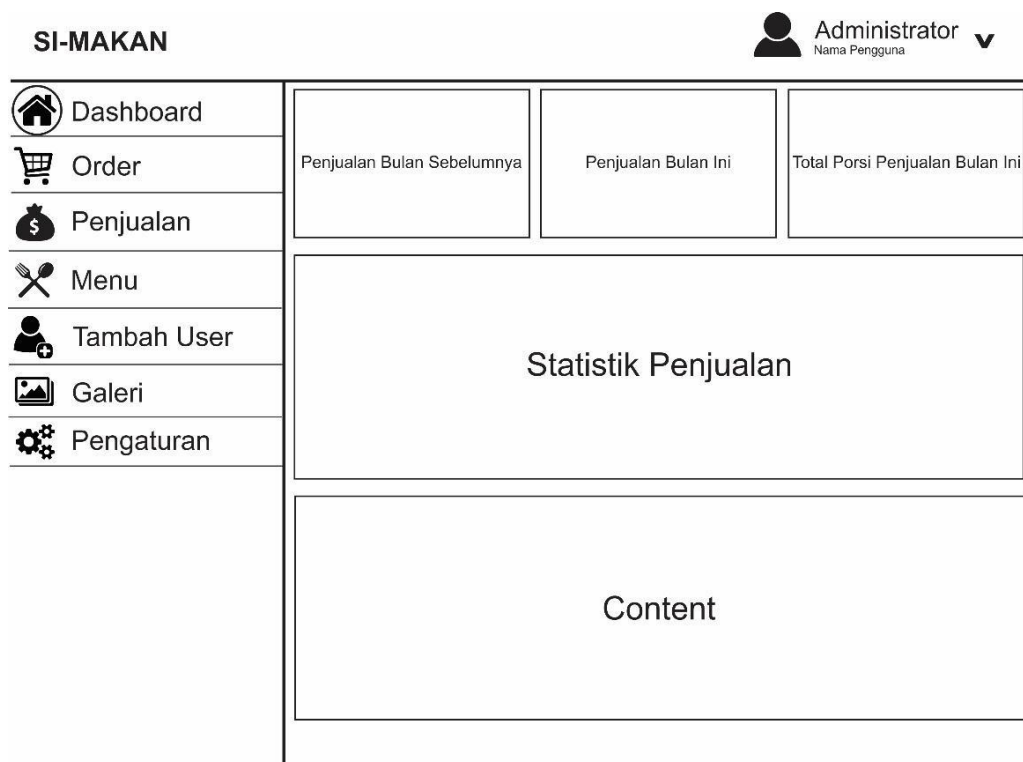 SI-MAKAN
Administrator
Nama Pengguna
Dashboard
Order
Penjualan
Menu
Tambah User
Galeri
Pengaturan
Penjualan Bulan Sebelumnya
Penjualan Bulan Ini
Total Porsi Penjualan Bulan Ini
Statistik Penjualan
Content